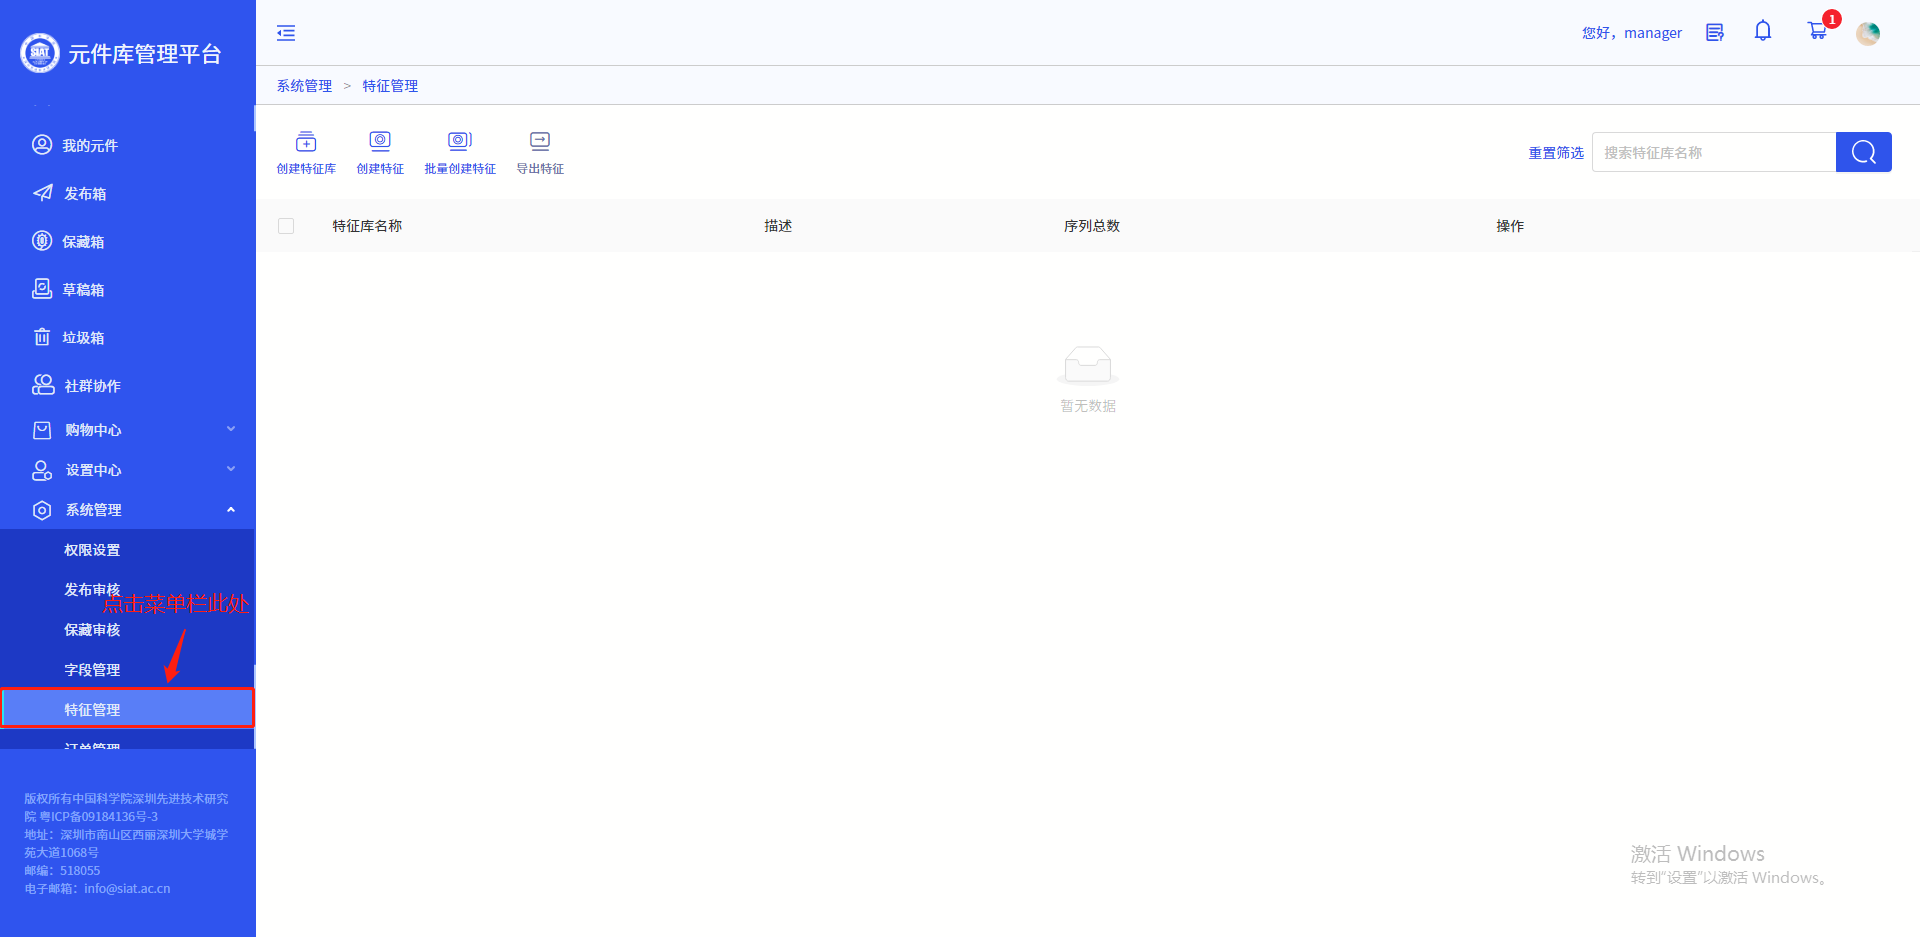 SIAT
元件库管理平台
我的元件
发布箱
保藏箱
草稿箱
垃圾箱
社群协作
购物中心
设置中心
系统管理
权限设置
发布审核
点击菜单栏此处
保藏审核
字段管理
特征管理
订单管理
版权所有中国科学院深圳先进技术研究
院 粤ICP备09184136号-3
地址：深圳市南山区西丽深圳大学城学
苑大道1068号
邮编：518055
电子邮箱：info@siat.ac.cn
您好，manager
1
系统管理 > 特征管理
创建特征库
创建特征
批量创建特征
导出特征
重置筛选
搜索特征库名称
特征库名称
描述
序列总数
操作
暂无数据
激活 Windows
转到“设置”以激活 Windows。